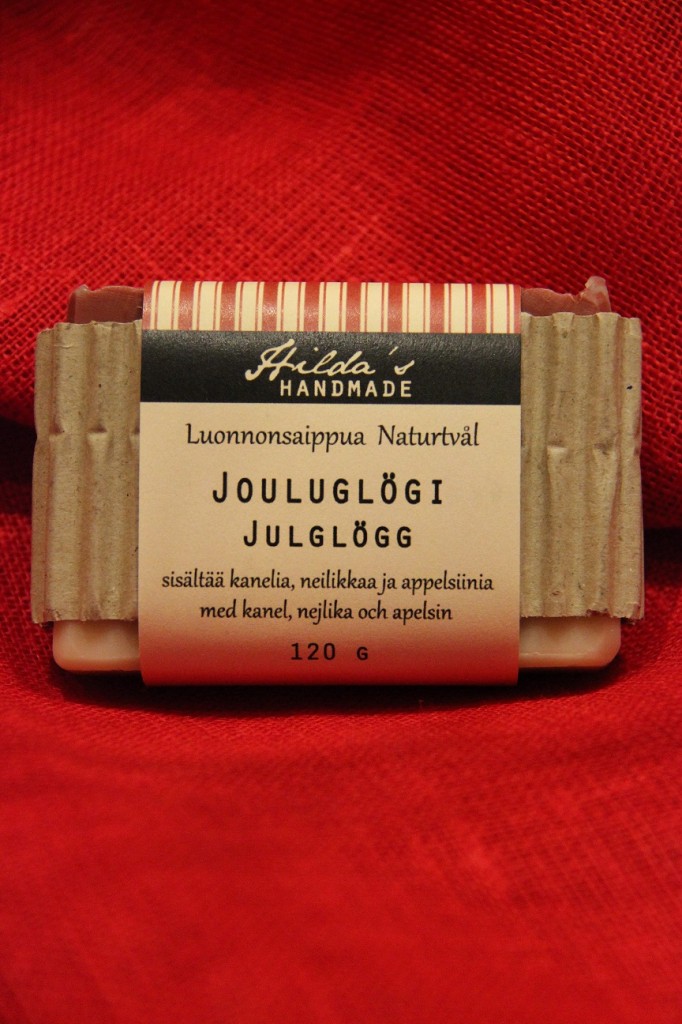 Hilda's
HANDMADE
Luonnonsaippua Naturtvål
JOULUGLÖGI
JULGLÖGG
sisältää kanelia, neilikkaa ja appelsiinia
med kanel, nejlika och apelsin
120 G